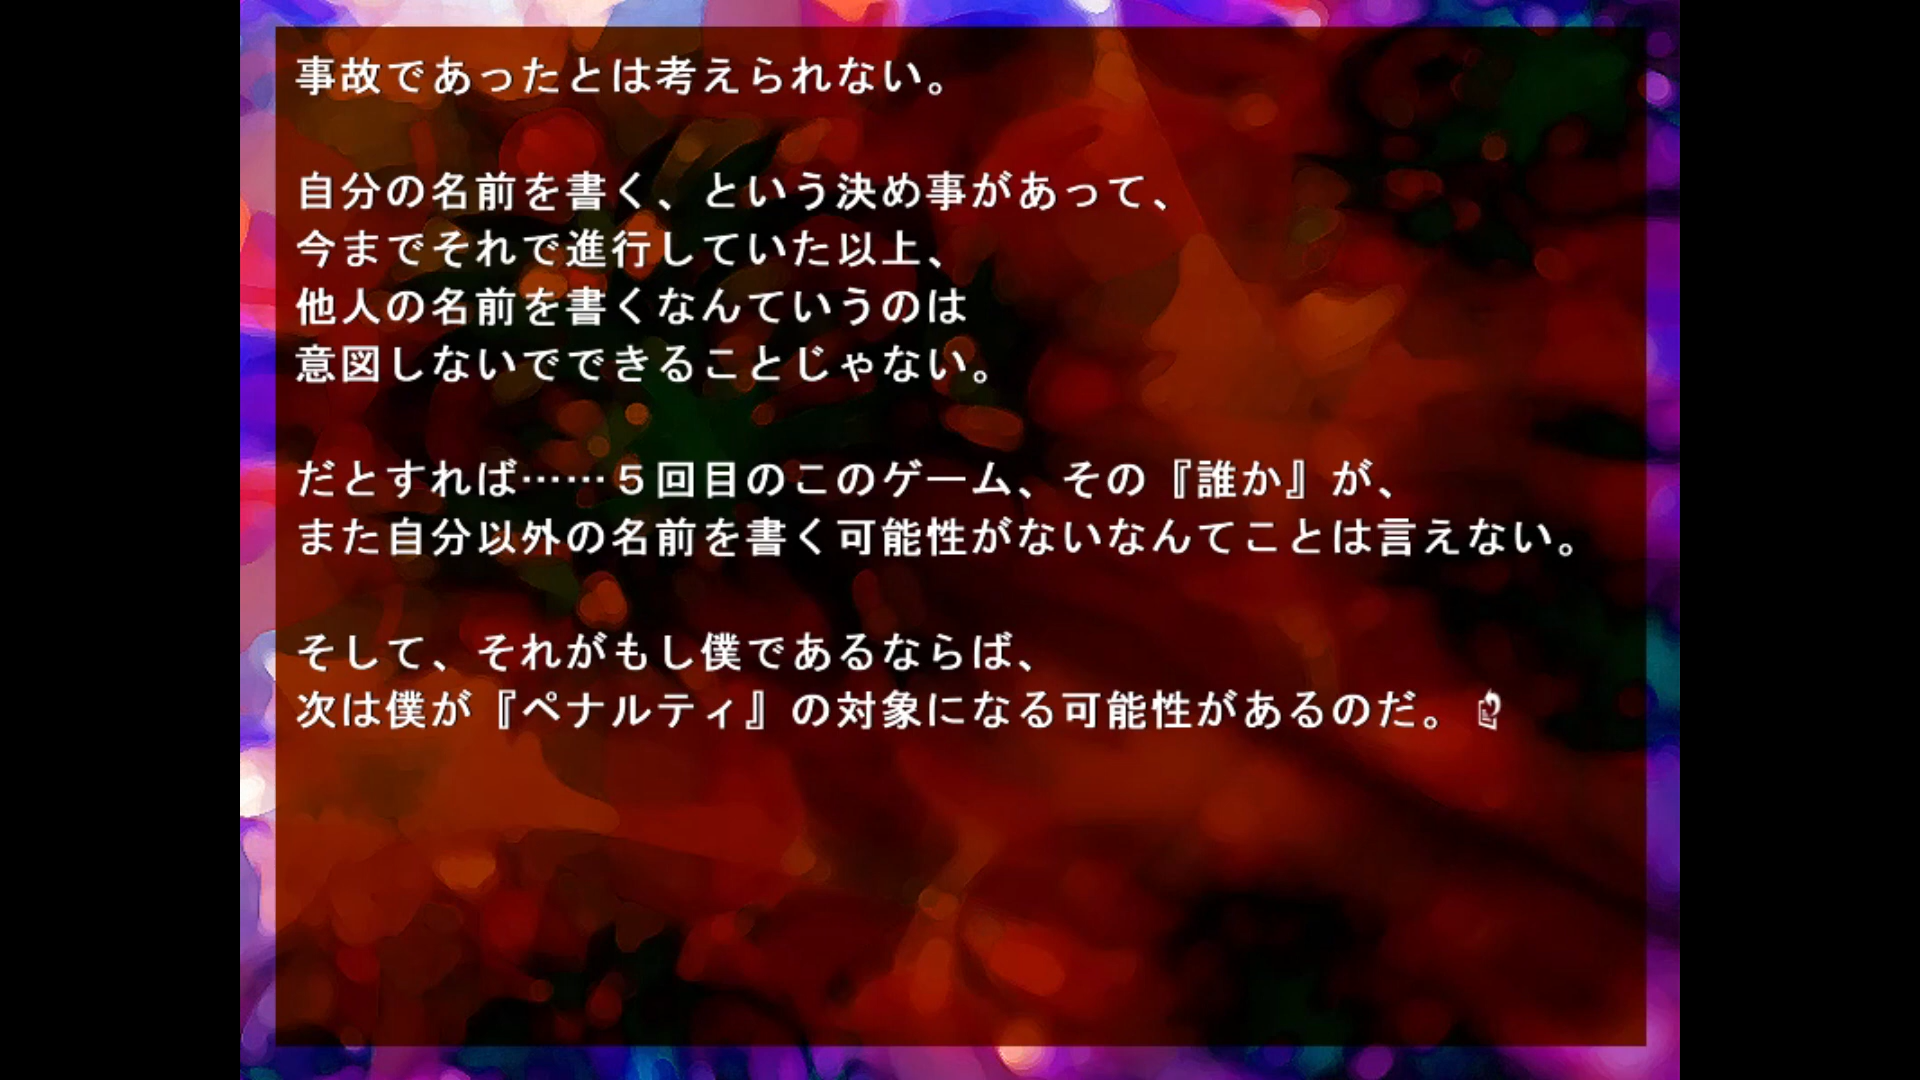 事故であったとは考えられない。
自分の名前を書く、という決め事があって、
今までそれで進行していた以上、
他人の名前を書くなんていうのは
意図しないでできることじゃない。
だとすれば……５回目のこのゲーム、その『誰か』が、
また自分以外の名前を書く可能性がないなんてことは言えない。
そして、それがもし僕であるならば、
次は僕が『ペナルティ』の対象になる可能性があるのだ。